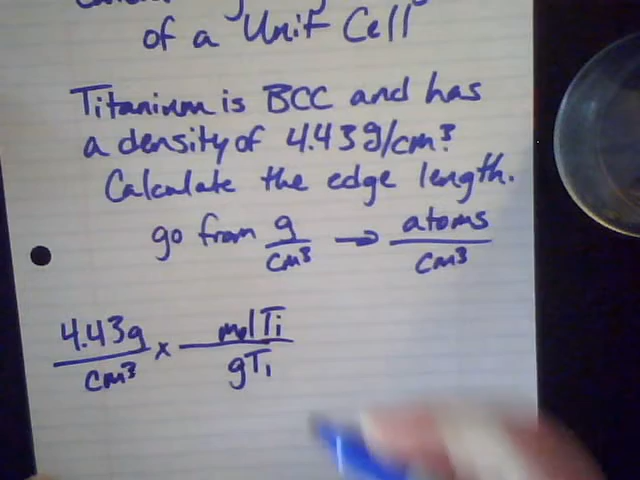 of a Unit Cell
Titanium is BCC and has
a density of 4.43g/cm³.
Calculate the edge length.
go from g/cm³ → atoms/cm³
4.43g/cm³ x mol Ti/g Ti